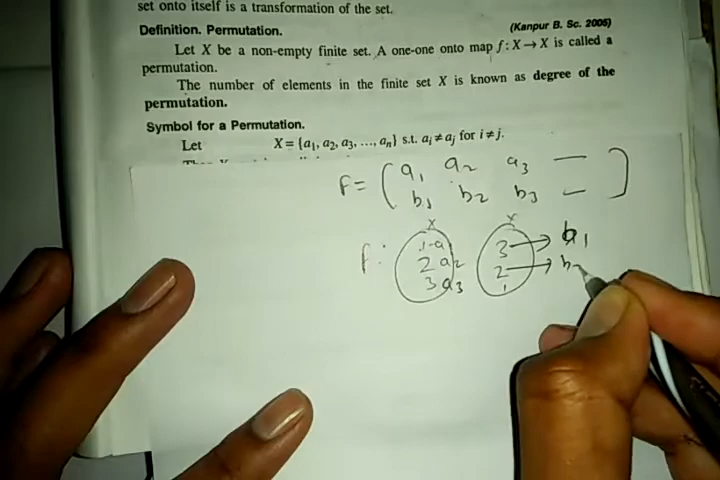 set onto itself is a transformation of the set.
Definition. Permutation. (Kanpur B. Sc. 2005)
Let X be a non-empty finite set. A one-one onto map f : X → X is called a
permutation.
The number of elements in the finite set X is known as degree of the
permutation.
Symbol for a Permutation.
Let X = {a₁, a₂, a₃, ..., aₙ} s.t. aᵢ ≠ aⱼ for i ≠ j.
F = ( a₁ a₂ a₃ —
b₁ b₂ b₃ — )
X X
f : 1 - a 3 → b₁
2 a₂ 2 → b
3 a₃ 1